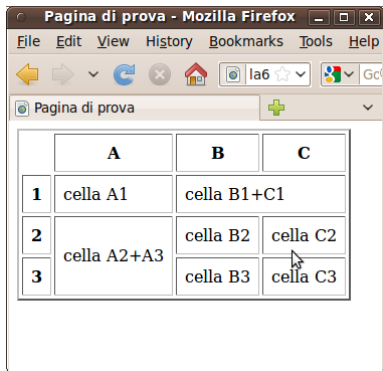 Pagina di prova - Mozilla Firefox
File Edit View History Bookmarks Tools Help
la6
Pagina di prova
A B C
1 cella A1 cella B1+C1
2 cella A2+A3 cella B2 cella C2
3 cella B3 cella C3